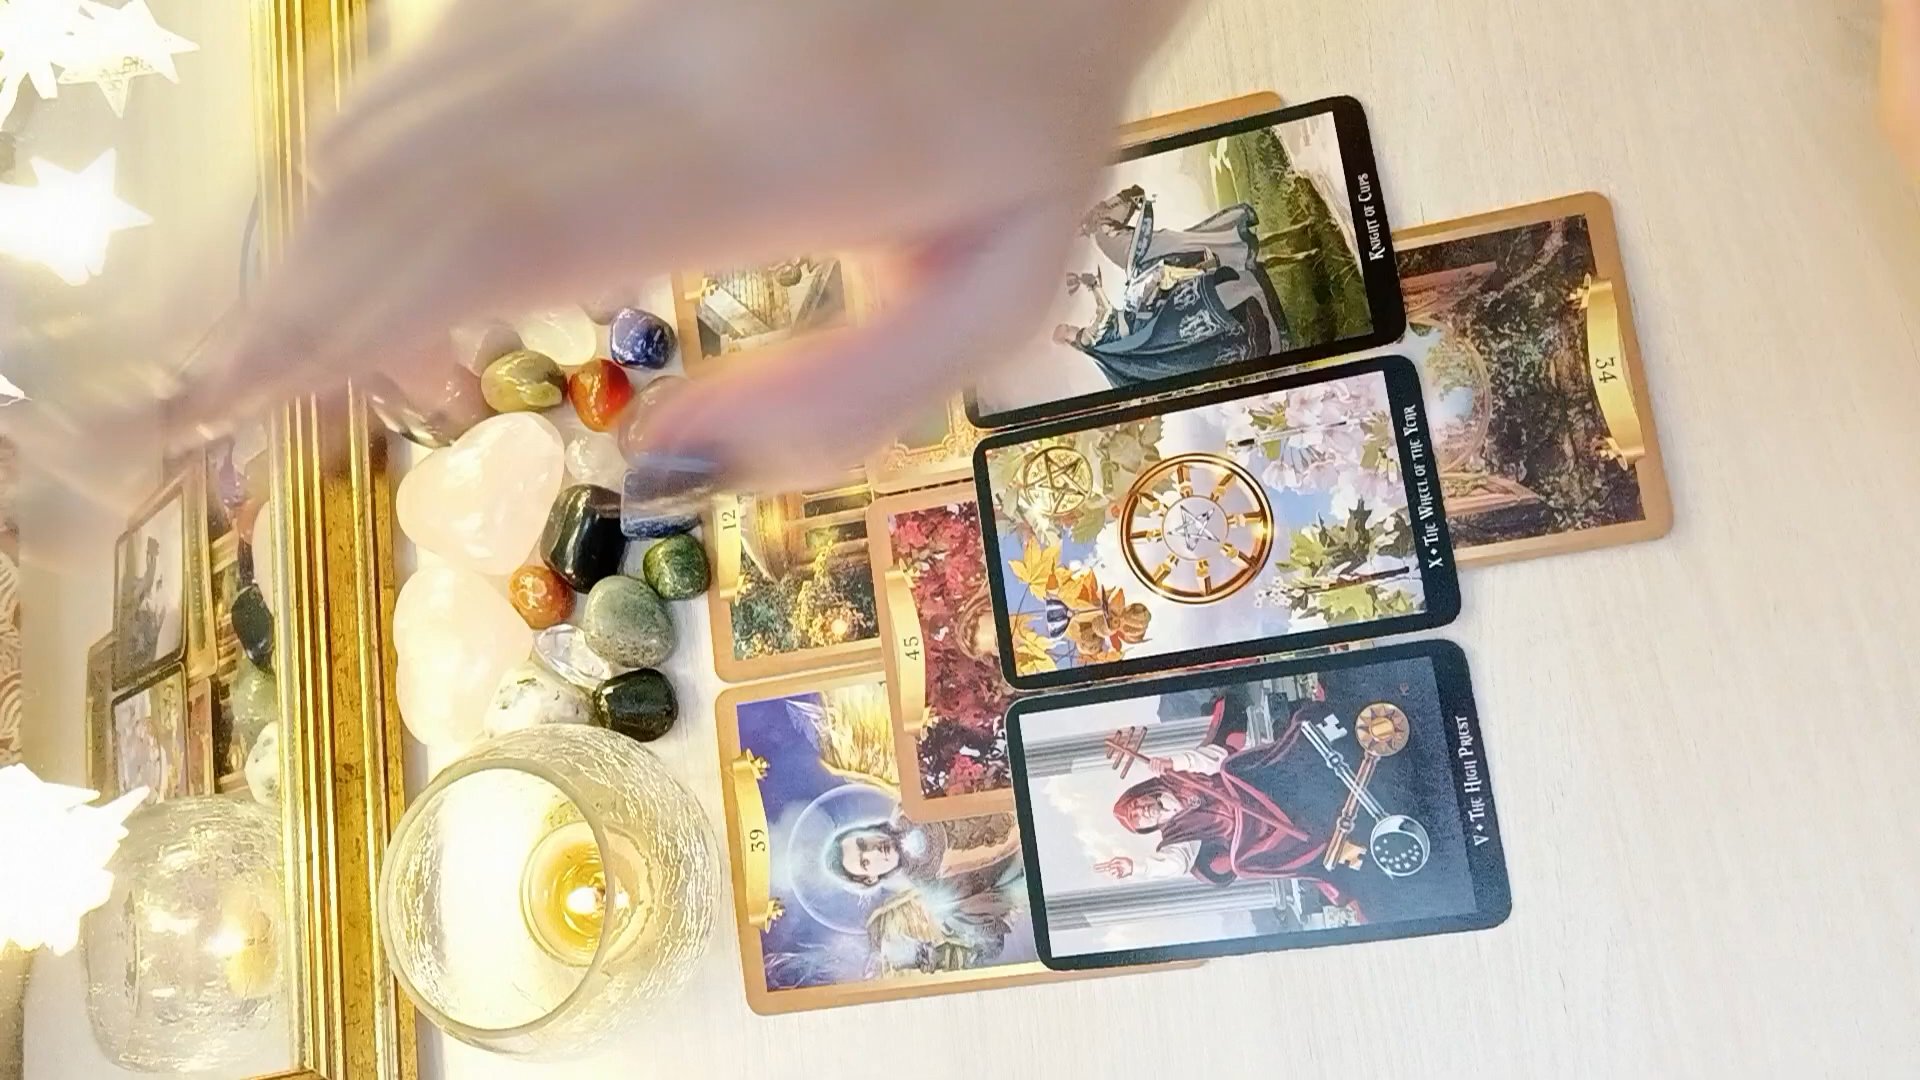 KNIGHT OF CUPS
X • THE WHEEL OF THE YEAR
V • THE HIGH PRIEST
34
12
45
39